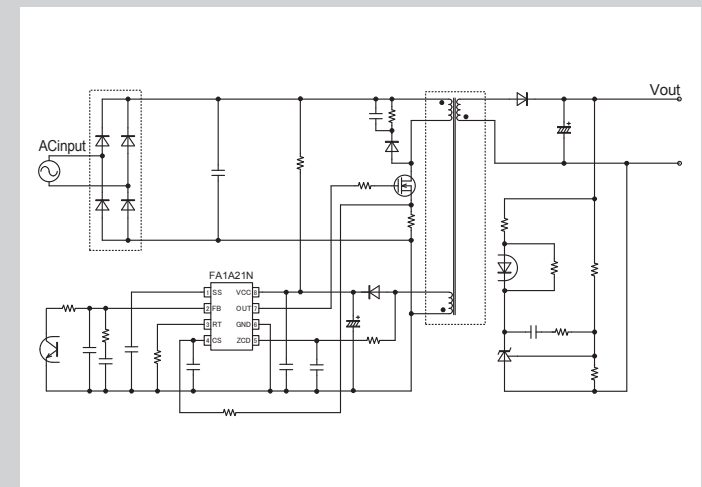 Vout
ACinput
FA1A21N
1 SS VCC 8
2 FB OUT 7
3 RT GND 6
4 CS ZCD 5